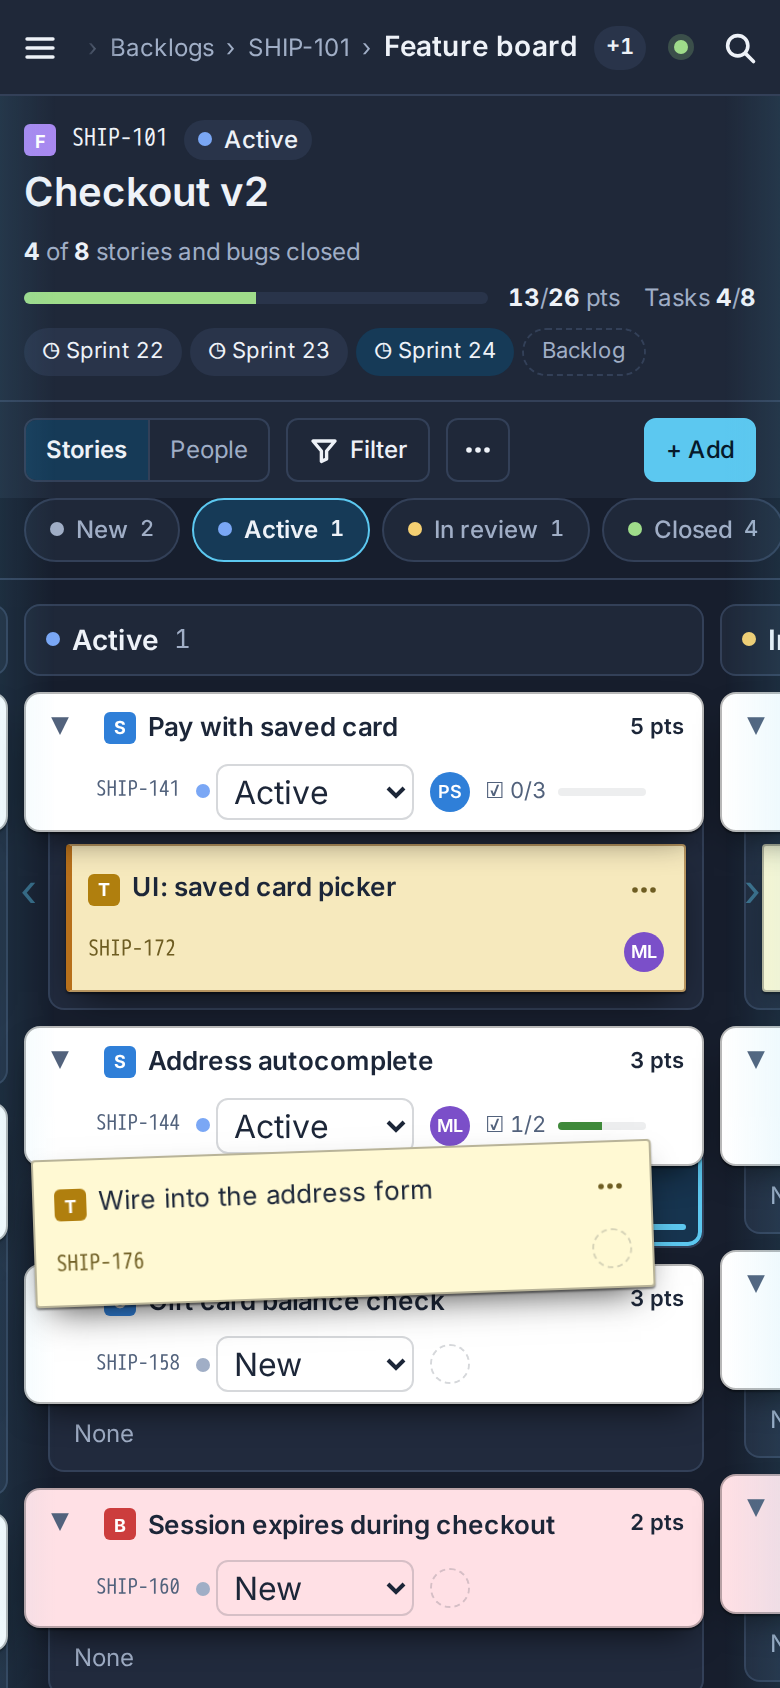 › Backlogs › SHIP-101 › Feature board +1
F SHIP-101 Active
Checkout v2
4 of 8 stories and bugs closed
13/26 pts Tasks 4/8
Sprint 22 Sprint 23 Sprint 24 Backlog
Stories People Filter ••• + Add
New 2 Active 1 In review 1 Closed 4
Active 1
S Pay with saved card 5 pts
SHIP-141 Active PS 0/3
T UI: saved card picker •••
SHIP-172 ML
S Address autocomplete 3 pts
SHIP-144 Active ML 1/2
T Wire into the address form •••
SHIP-176
Gift card balance check 3 pts
SHIP-158 New
None
B Session expires during checkout 2 pts
SHIP-160 New
None